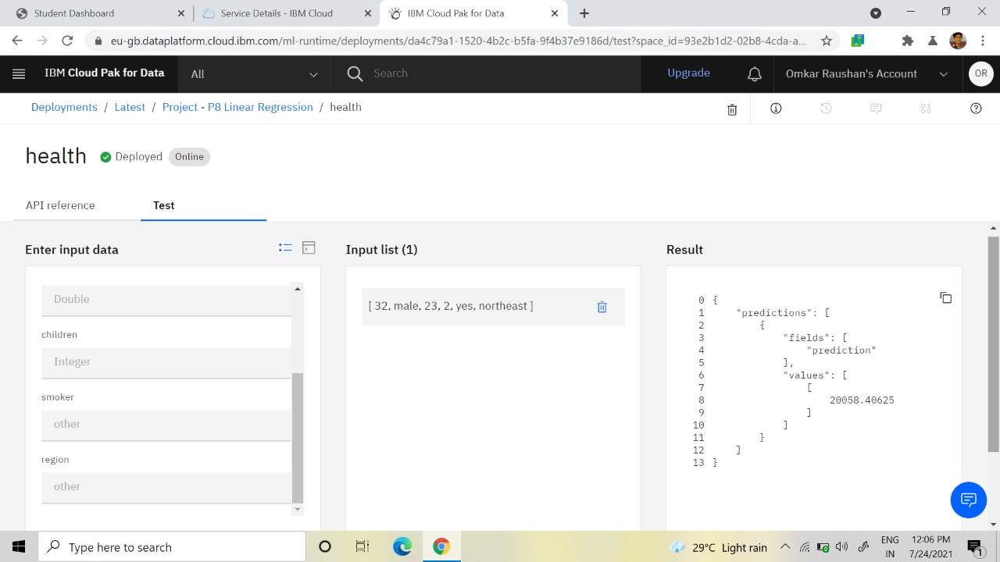 Student Dashboard
Service Details - IBM Cloud
IBM Cloud Pak for Data
eu-gb.dataplatform.cloud.ibm.com/ml-runtime/deployments/da4c79a1-1520-4b2c-b5fa-9f4b37e9186d/test?space_id=93e2b1d2-02b8-4cda-a...
IBM Cloud Pak for Data
All
Search
Upgrade
Omkar Raushan's Account
OR
Deployments / Latest / Project - P8 Linear Regression / health
health
Deployed
Online
API reference
Test
Enter input data
Double
children
Integer
smoker
other
region
other
Input list (1)
[ 32, male, 23, 2, yes, northeast ]
Result
0 {
1 "predictions": [
2 {
3 "fields": [
4 "prediction"
5 ],
6 "values": [
7 [
8 20058.40625
9 ]
10 ]
11 }
12 ]
13 }
Type here to search
29°C Light rain
ENG
IN
12:06 PM
7/24/2021
1